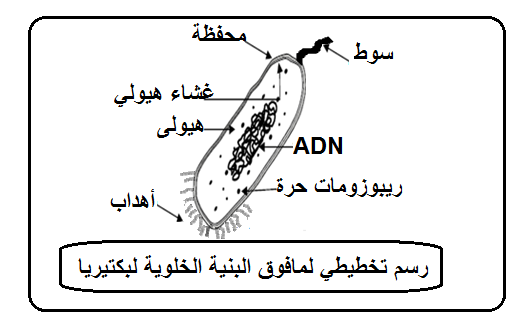 محفظة
سوط
غشاء هيولي
هيولى
ADN
ريبوزومات حرة
أهداب
رسم تخطيطي لمافوق البنية الخلوية لبكتيريا